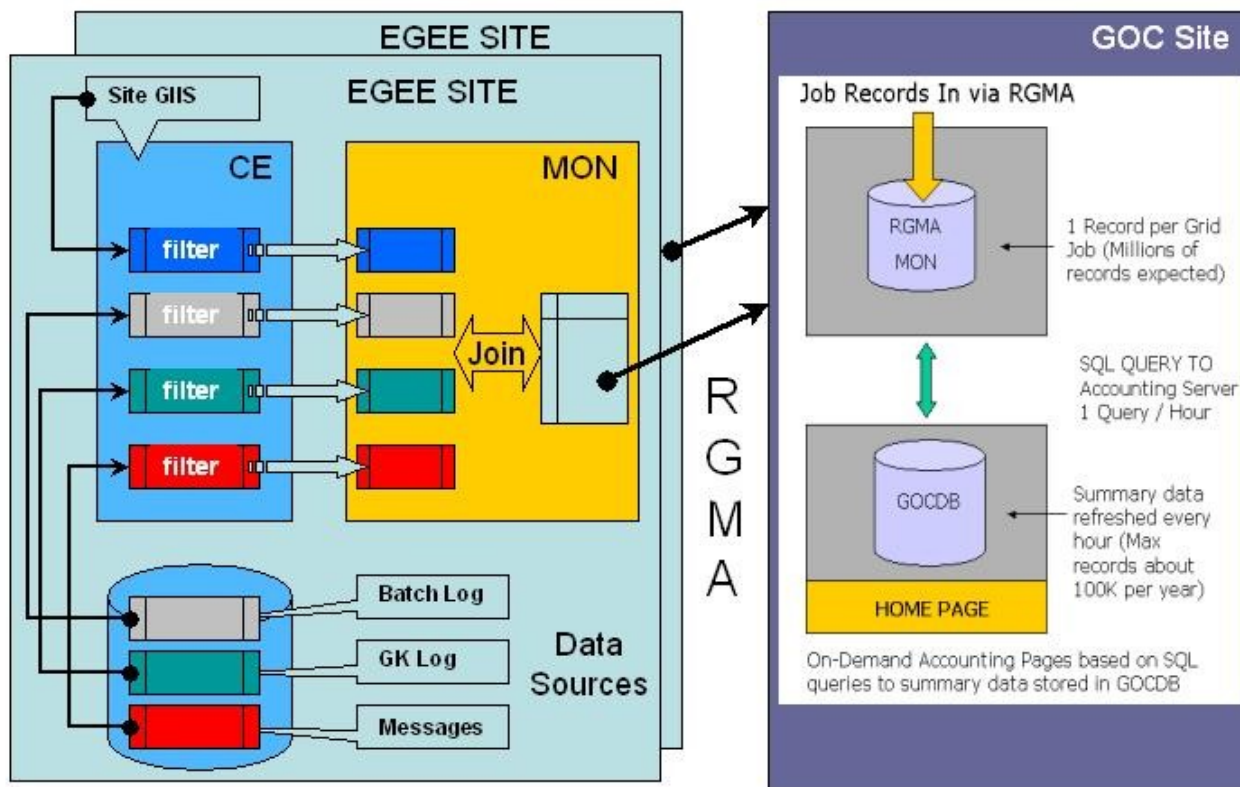 EGEE SITE
EGEE SITE
Site GIIS
CE
MON
filter
filter
filter
filter
Join
Batch Log
GK Log
Messages
Data
Sources
R
G
M
A
GOC Site
Job Records In via RGMA
RGMA
MON
1 Record per Grid
Job (Millions of
records expected)
SQL QUERY TO
Accounting Server
1 Query / Hour
GOCDB
Summary data
refreshed every
hour (Max
records about
100K per year)
HOME PAGE
On-Demand Accounting Pages based on SQL
queries to summary data stored in GOCDB